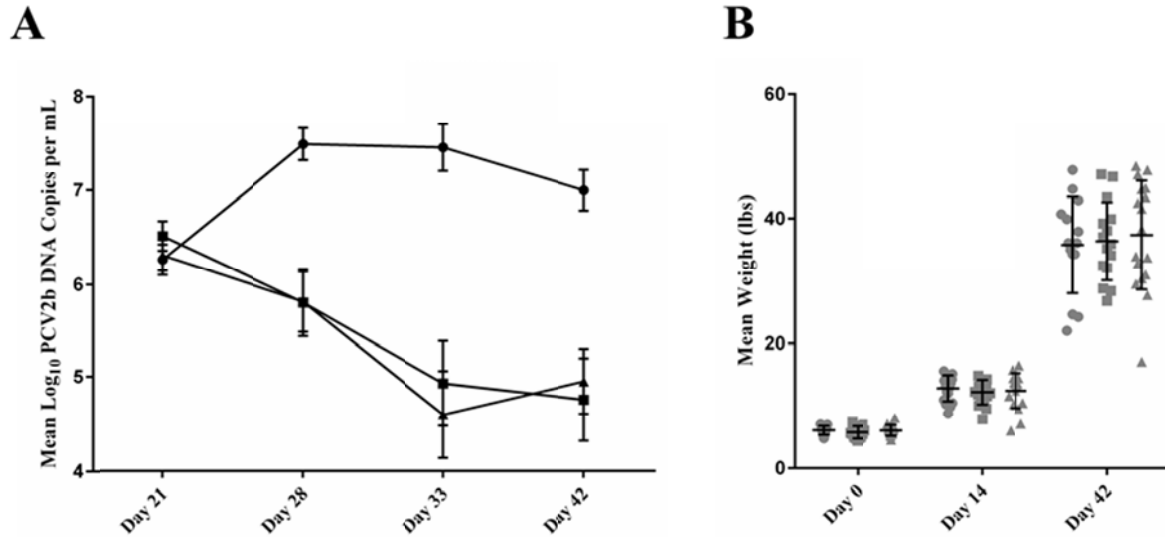 A
Mean Log10 PCV2b DNA Copies per mL
8
7
6
5
4
Day 21
Day 28
Day 33
Day 42
B
Mean Weight (lbs)
60
40
20
0
Day 0
Day 14
Day 42